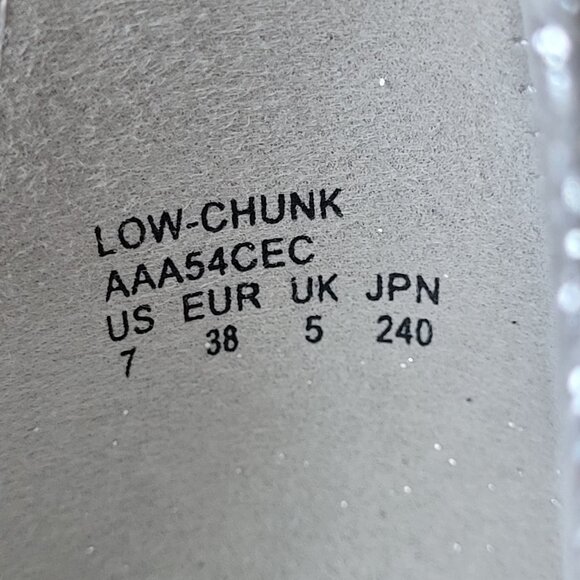 LOW-CHUNK
AAA54CEC
US EUR UK JPN
7 38 5 240